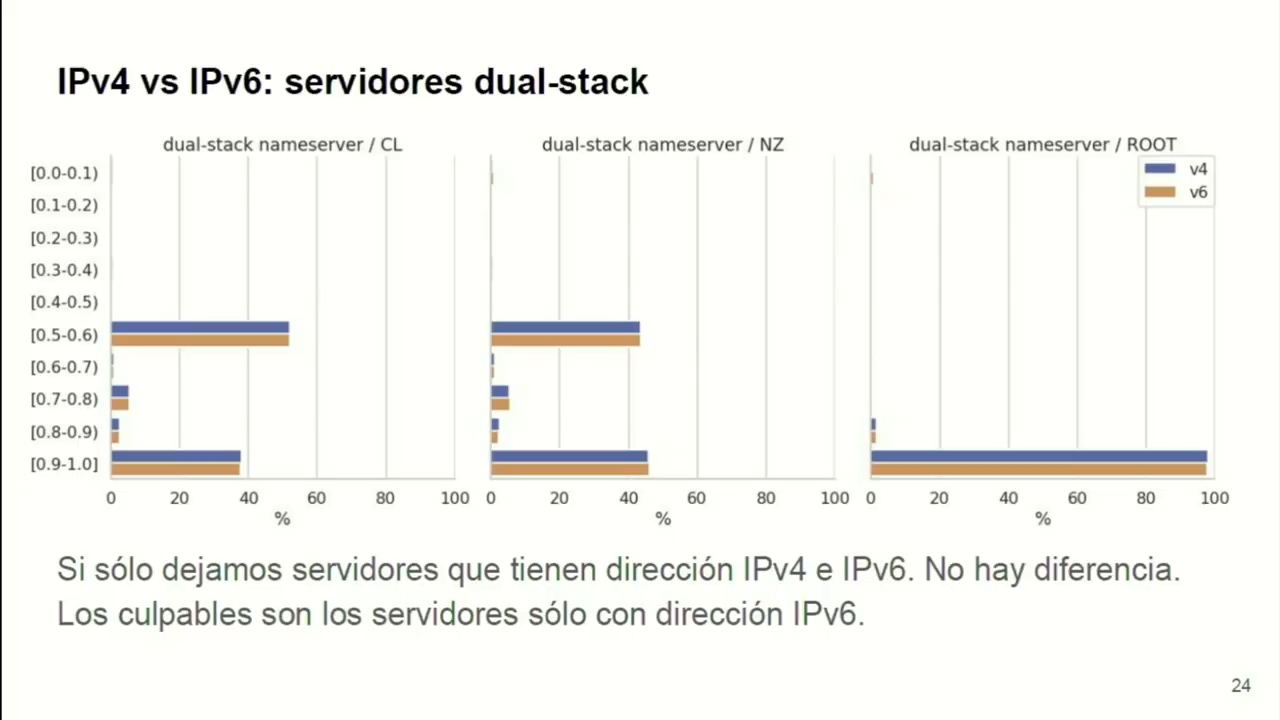 IPv4 vs IPv6: servidores dual-stack
dual-stack nameserver / CL
dual-stack nameserver / NZ
dual-stack nameserver / ROOT
v4
v6
[0.0-0.1)
[0.1-0.2)
[0.2-0.3)
[0.3-0.4)
[0.4-0.5)
[0.5-0.6)
[0.6-0.7)
[0.7-0.8)
[0.8-0.9)
[0.9-1.0]
0 20 40 60 80 100
%
0 20 40 60 80 100
%
0 20 40 60 80 100
%
Si sólo dejamos servidores que tienen dirección IPv4 e IPv6. No hay diferencia.
Los culpables son los servidores sólo con dirección IPv6.
24